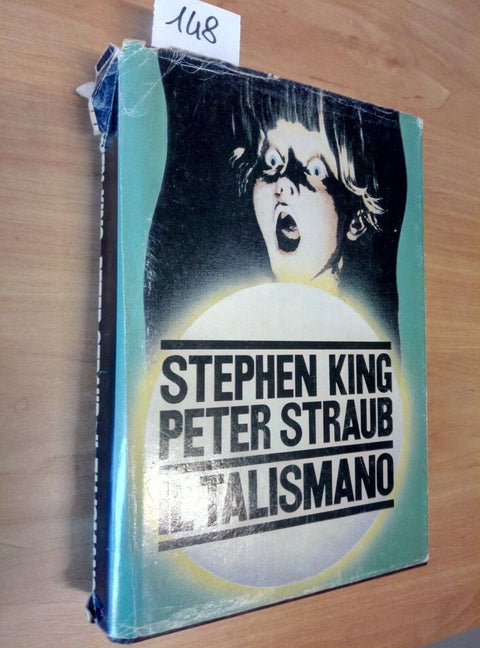 148
STEPHEN KING
PETER STRAUB
IL TALISMANO